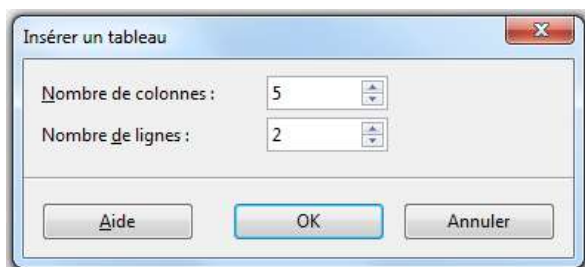 Insérer un tableau
Nombre de colonnes : 5
Nombre de lignes : 2
Aide OK Annuler